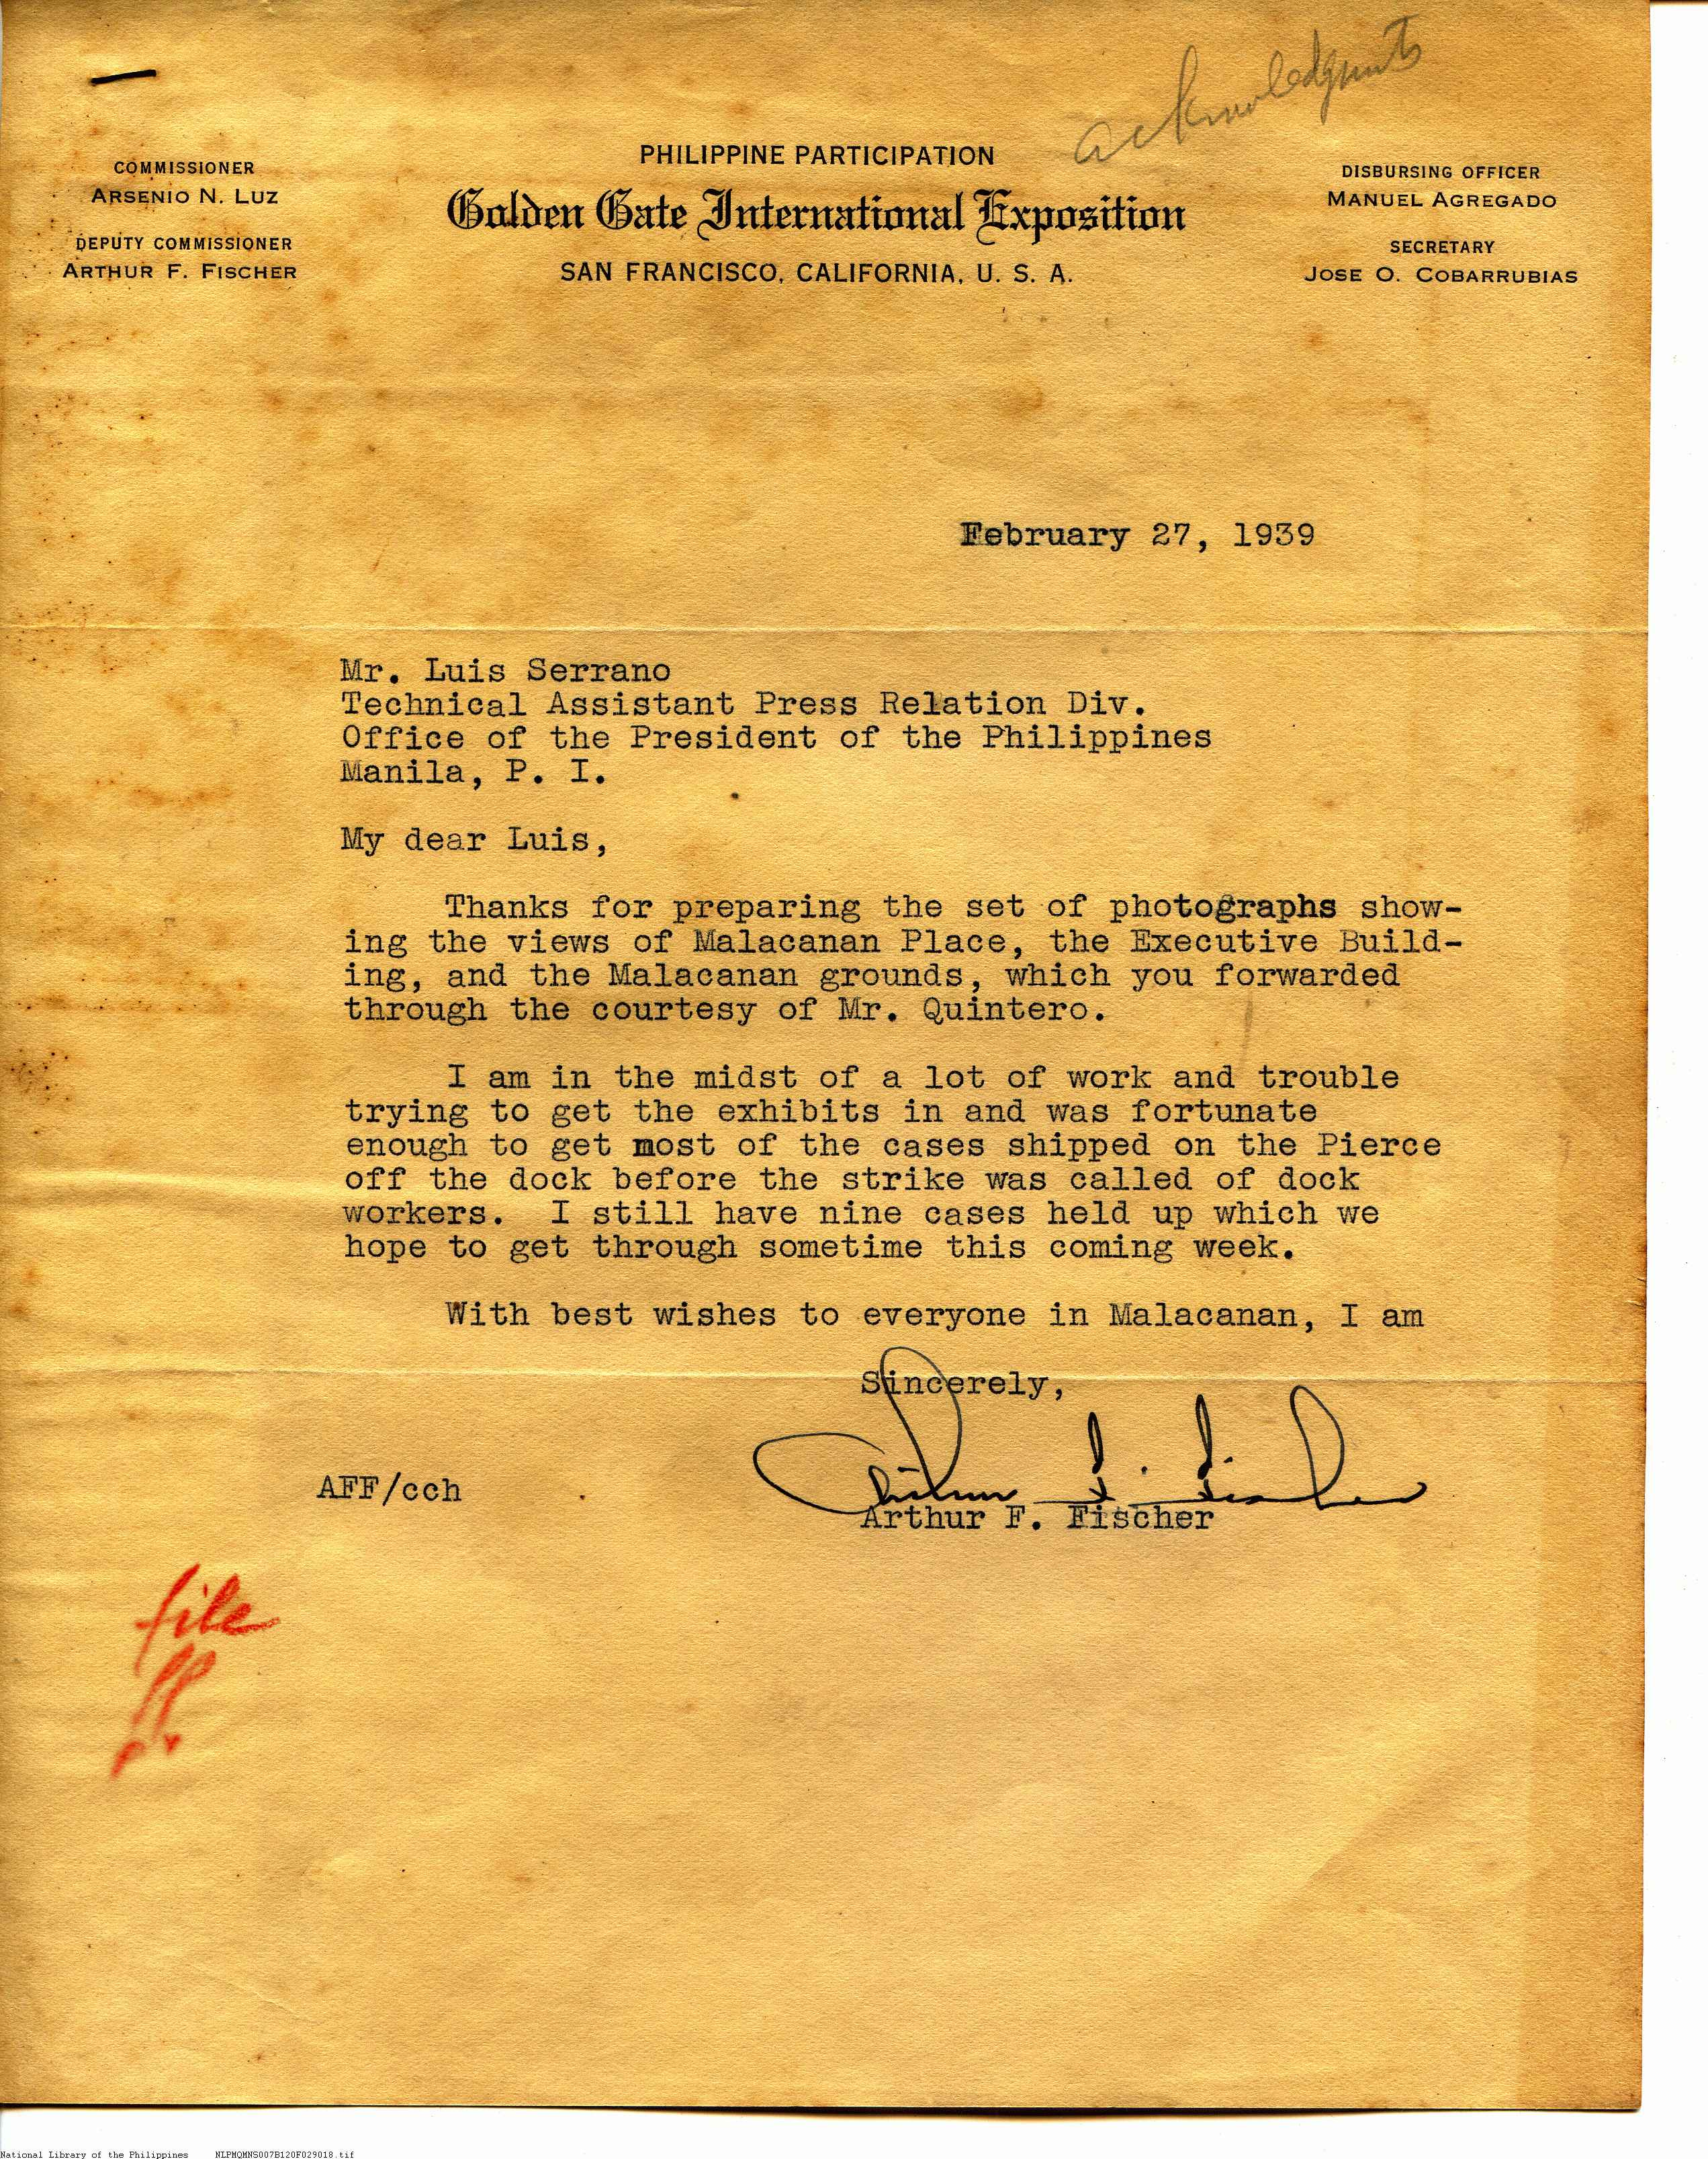 acknowledgments
COMMISSIONER
ARSENIO N. LUZ
DEPUTY COMMISSIONER
ARTHUR F. FISCHER
PHILIPPINE PARTICIPATION
Golden Gate International Exposition
SAN FRANCISCO, CALIFORNIA, U. S. A.
DISBURSING OFFICER
MANUEL AGREGADO
SECRETARY
JOSE O. COBARRUBIAS
February 27, 1939
Mr. Luis Serrano
Technical Assistant Press Relation Div.
Office of the President of the Philippines
Manila, P. I.
My dear Luis,
Thanks for preparing the set of photographs show-
ing the views of Malacanan Place, the Executive Build-
ing, and the Malacanan grounds, which you forwarded
through the courtesy of Mr. Quintero.
I am in the midst of a lot of work and trouble
trying to get the exhibits in and was fortunate
enough to get most of the cases shipped on the Pierce
off the dock before the strike was called of dock
workers.  I still have nine cases held up which we
hope to get through sometime this coming week.
With best wishes to everyone in Malacanan, I am
Sincerely,
Arthur F. Fischer
AFF/cch
Arthur F. Fischer
file
National Library of the Philippines NLPMQMNS007B120F029018.tif